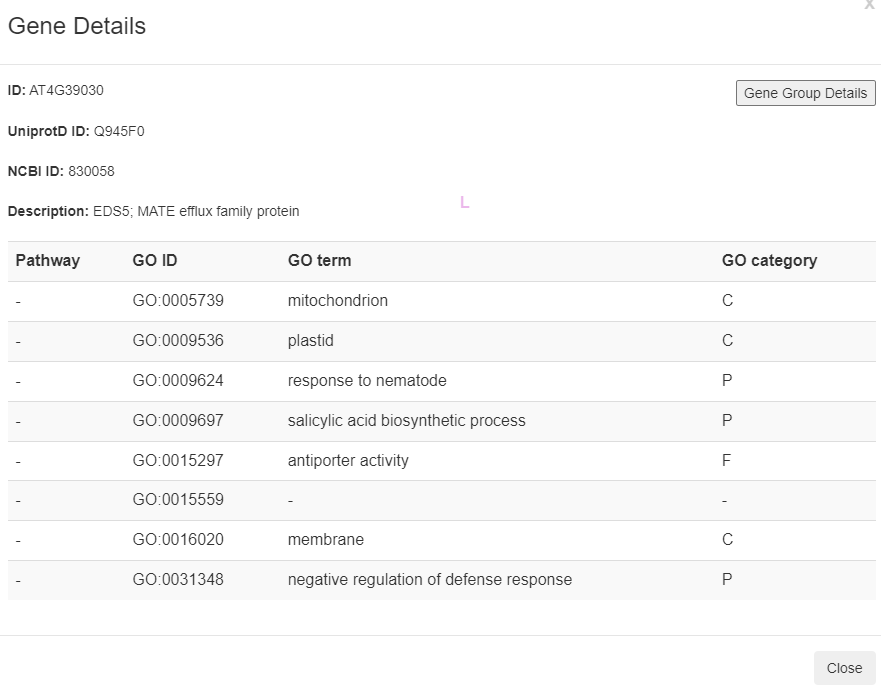 X
Gene Details
ID: AT4G39030
Gene Group Details
UniprotD ID: Q945F0
NCBI ID: 830058
L
Description: EDS5; MATE efflux family protein
Pathway GO ID GO term GO category
- GO:0005739 mitochondrion C
- GO:0009536 plastid C
- GO:0009624 response to nematode P
- GO:0009697 salicylic acid biosynthetic process P
- GO:0015297 antiporter activity F
- GO:0015559 - -
- GO:0016020 membrane C
- GO:0031348 negative regulation of defense response P
Close